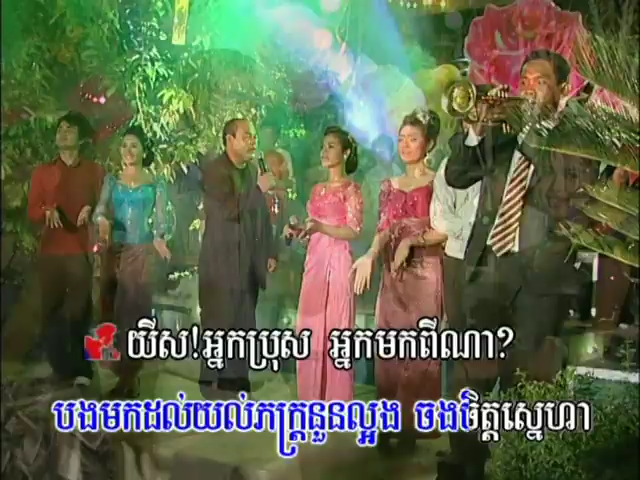 យីស!អ្នកប្រុស អ្នកមកពីណា?
បងមកដល់យល់ភក្ត្រនួនល្អង ចងចិត្តស្នេហា